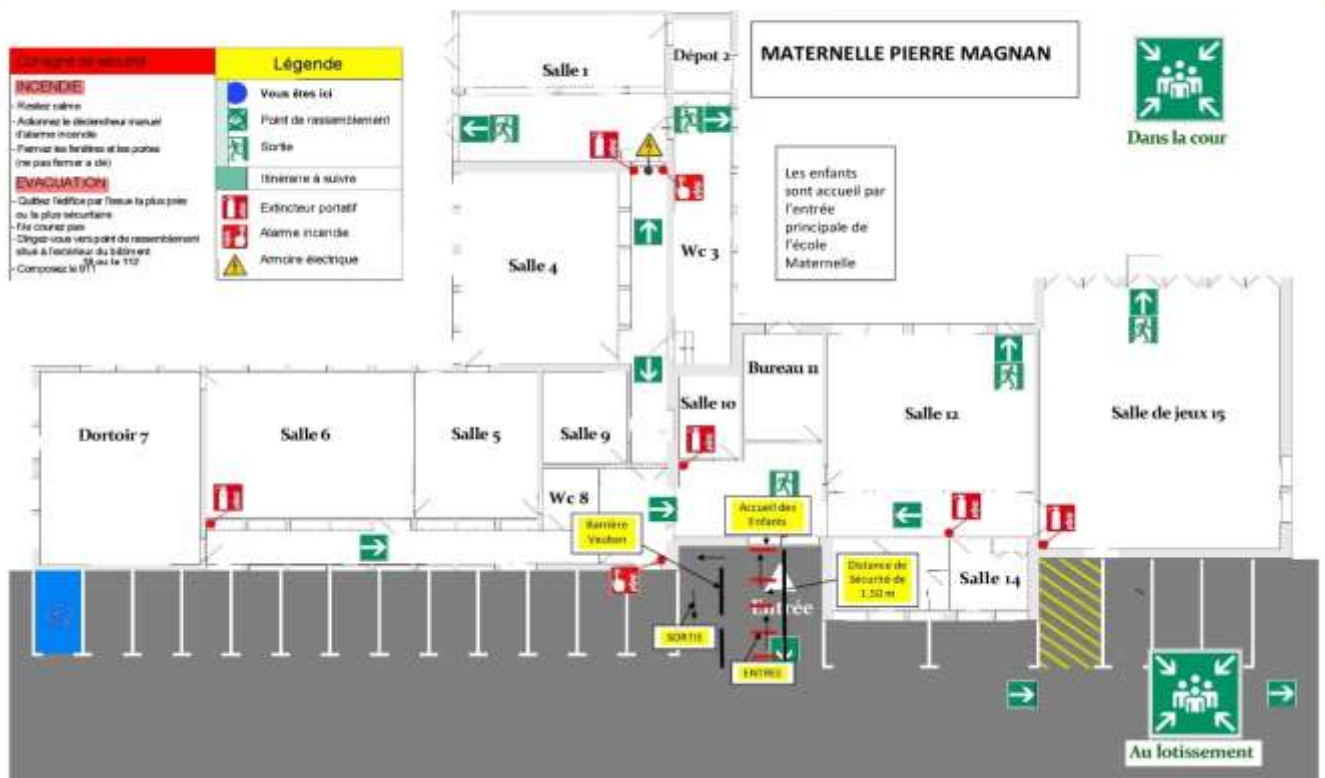 Consigne de sécurité
INCENDIE
- Restez calme
- Actionnez le déclencheur manuel
d'alarme incendie
- Fermez les fenêtres et les portes
(ne pas fermer a clé)
EVACUATION
- Quittez l'édifice par l'issue la plus près
ou la plus sécuritaire
- Ne courez pas
- Dirigez-vous vers point de rassemblement
situé à l'extérieur du bâtiment
18 ou le 112
- Composez le 911
Légende
Vous êtes ici
Point de rassemblement
Sortie
Itinéraire à suivre
Extincteur portatif
Alarme incendie
Armoire électrique
MATERNELLE PIERRE MAGNAN
Dans la cour
Les enfants
sont accueil par
l'entrée
principale de
l'école
Maternelle
Salle 1
Dépot 2
Salle 4
Wc 3
Dortoir 7
Salle 6
Salle 5
Salle 9
Wc 8
Salle 10
Bureau 11
Salle 12
Salle de jeux 15
Salle 14
Barrière
Vauban
Accueil des
Enfants
Distance de
Sécurité de
1,50 m
Entrée
SORTIE
ENTREE
Au lotissement